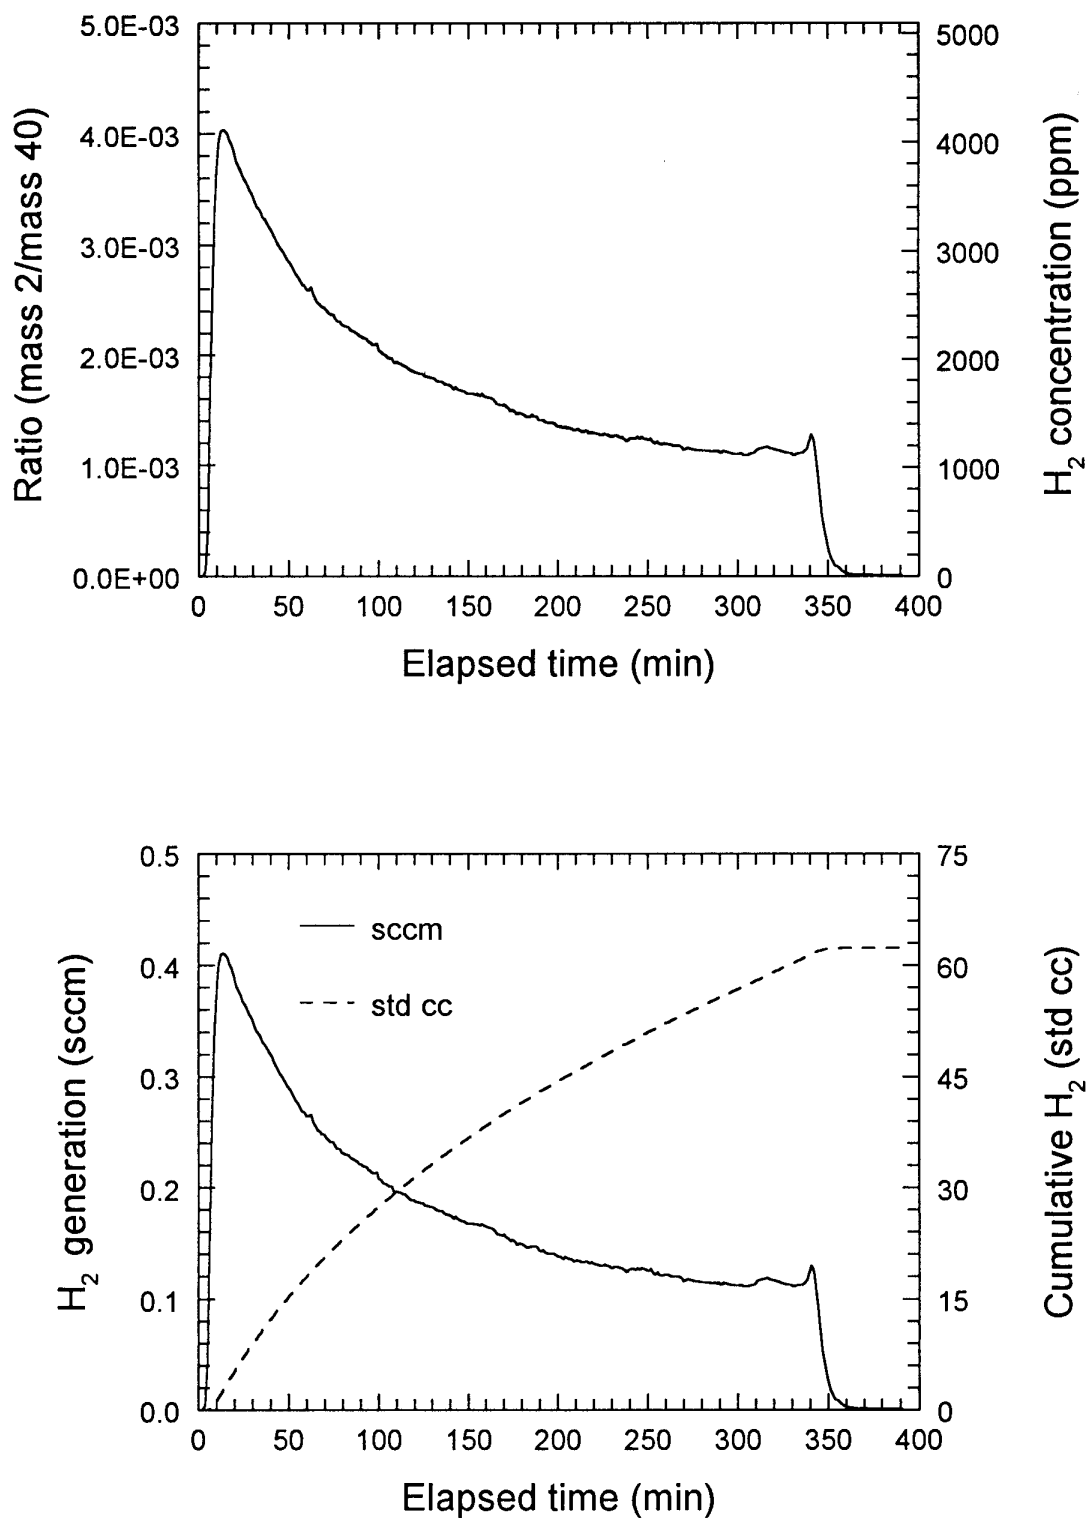 5.0E-03
4.0E-03
3.0E-03
2.0E-03
1.0E-03
0.0E+00
Ratio (mass 2/mass 40)
5000
4000
3000
2000
1000
0
H₂ concentration (ppm)
0 50 100 150 200 250 300 350 400
Elapsed time (min)
0.5
0.4
0.3
0.2
0.1
0.0
H₂ generation (sccm)
sccm
std cc
75
60
45
30
15
0
Cumulative H₂ (std cc)
0 50 100 150 200 250 300 350 400
Elapsed time (min)